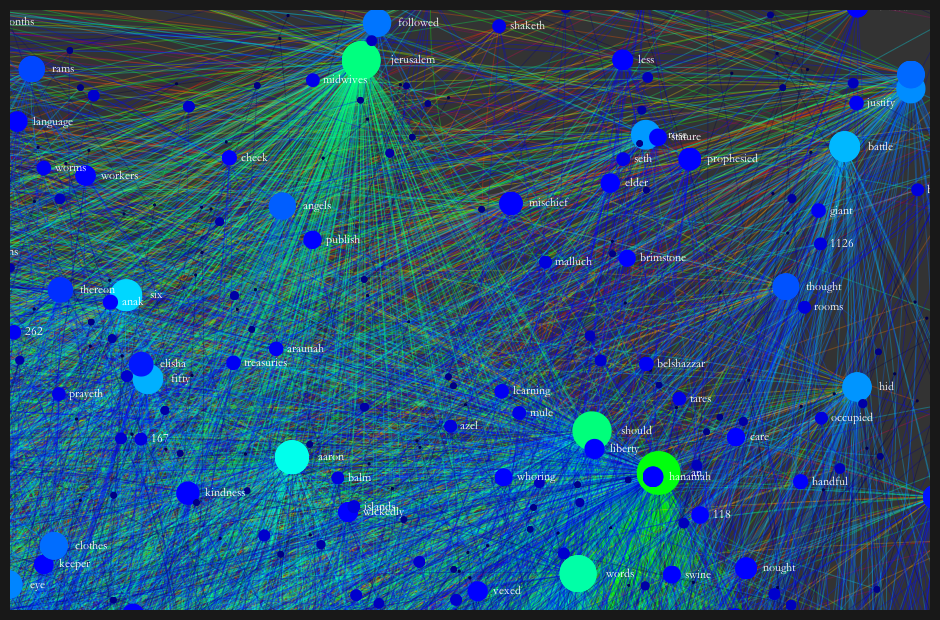 onths
followed
shaketh
jerusalem
less
rams
midwives
justify
language
rose
stature
battle
worms
workers
check
seth
prophesied
elder
angels
mischief
giant
publish
1126
malluch
brimstone
thereon
six
anak
thought
rooms
262
araunah
elisha
treasuries
belshazzar
fifty
prayeth
learning
hid
tares
mule
occupied
azel
should
167
care
liberty
aaron
balm
whoring
hananiah
an
handful
kindness
islands
wickedly
118
clothes
keeper
words
swine
nought
eye
vexed